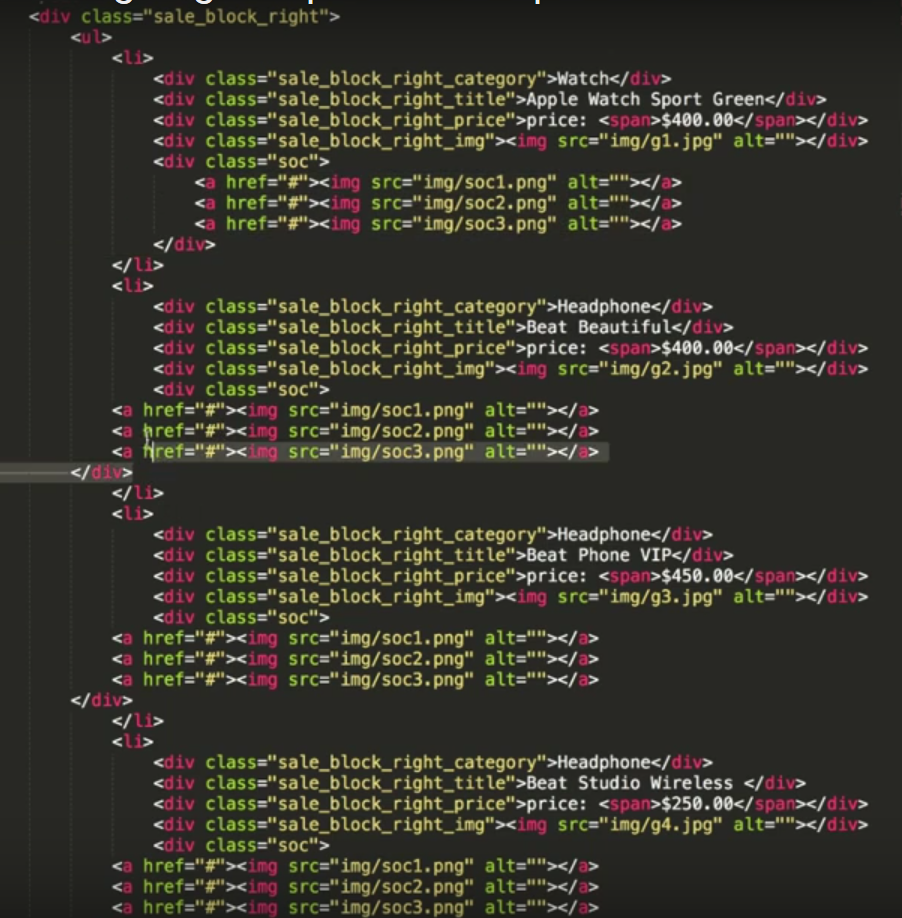 <div class="sale_block_right">
<ul>
<li>
<div class="sale_block_right_category">Watch</div>
<div class="sale_block_right_title">Apple Watch Sport Green</div>
<div class="sale_block_right_price">price: <span>$400.00</span></div>
<div class="sale_block_right_img"><img src="img/g1.jpg" alt=""></div>
<div class="soc">
<a href="#"><img src="img/soc1.png" alt=""></a>
<a href="#"><img src="img/soc2.png" alt=""></a>
<a href="#"><img src="img/soc3.png" alt=""></a>
</div>
</li>
<li>
<div class="sale_block_right_category">Headphone</div>
<div class="sale_block_right_title">Beat Beautiful</div>
<div class="sale_block_right_price">price: <span>$400.00</span></div>
<div class="sale_block_right_img"><img src="img/g2.jpg" alt=""></div>
<div class="soc">
<a href="#"><img src="img/soc1.png" alt=""></a>
<a href="#"><img src="img/soc2.png" alt=""></a>
<a href="#"><img src="img/soc3.png" alt=""></a>
</div>
</li>
<li>
<div class="sale_block_right_category">Headphone</div>
<div class="sale_block_right_title">Beat Phone VIP</div>
<div class="sale_block_right_price">price: <span>$450.00</span></div>
<div class="sale_block_right_img"><img src="img/g3.jpg" alt=""></div>
<div class="soc">
<a href="#"><img src="img/soc1.png" alt=""></a>
<a href="#"><img src="img/soc2.png" alt=""></a>
<a href="#"><img src="img/soc3.png" alt=""></a>
</div>
</li>
<li>
<div class="sale_block_right_category">Headphone</div>
<div class="sale_block_right_title">Beat Studio Wireless </div>
<div class="sale_block_right_price">price: <span>$250.00</span></div>
<div class="sale_block_right_img"><img src="img/g4.jpg" alt=""></div>
<div class="soc">
<a href="#"><img src="img/soc1.png" alt=""></a>
<a href="#"><img src="img/soc2.png" alt=""></a>
<a href="#"><img src="img/soc3.png" alt=""></a>